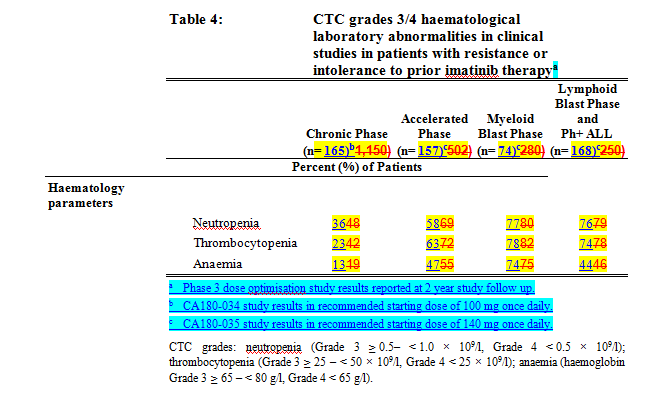 Table 4: CTC grades 3/4 haematological
laboratory abnormalities in clinical
studies in patients with resistance or
intolerance to prior imatinib therapyª
Lymphoid
Blast Phase
Accelerated Myeloid and
Chronic Phase Phase Blast Phase Ph+ ALL
(n= 165)ᵇ1,150) (n= 157)ᶜ502) (n= 74)ᶜ280) (n= 168)ᶜ250)
Percent (%) of Patients
Haematology
parameters
Neutropenia 3648 5869 7780 7679
Thrombocytopenia 2342 6372 7882 7478
Anaemia 1319 4755 7475 4446
ª Phase 3 dose optimisation study results reported at 2 year study follow up.
ᵇ CA180-034 study results in recommended starting dose of 100 mg once daily.
ᶜ CA180-035 study results in recommended starting dose of 140 mg once daily.
CTC grades: neutropenia (Grade 3 ≥ 0.5– < 1.0 × 10⁹/l, Grade 4 < 0.5 × 10⁹/l);
thrombocytopenia (Grade 3 ≥ 25 – < 50 × 10⁹/l, Grade 4 < 25 × 10⁹/l); anaemia (haemoglobin
Grade 3 ≥ 65 – < 80 g/l, Grade 4 < 65 g/l).